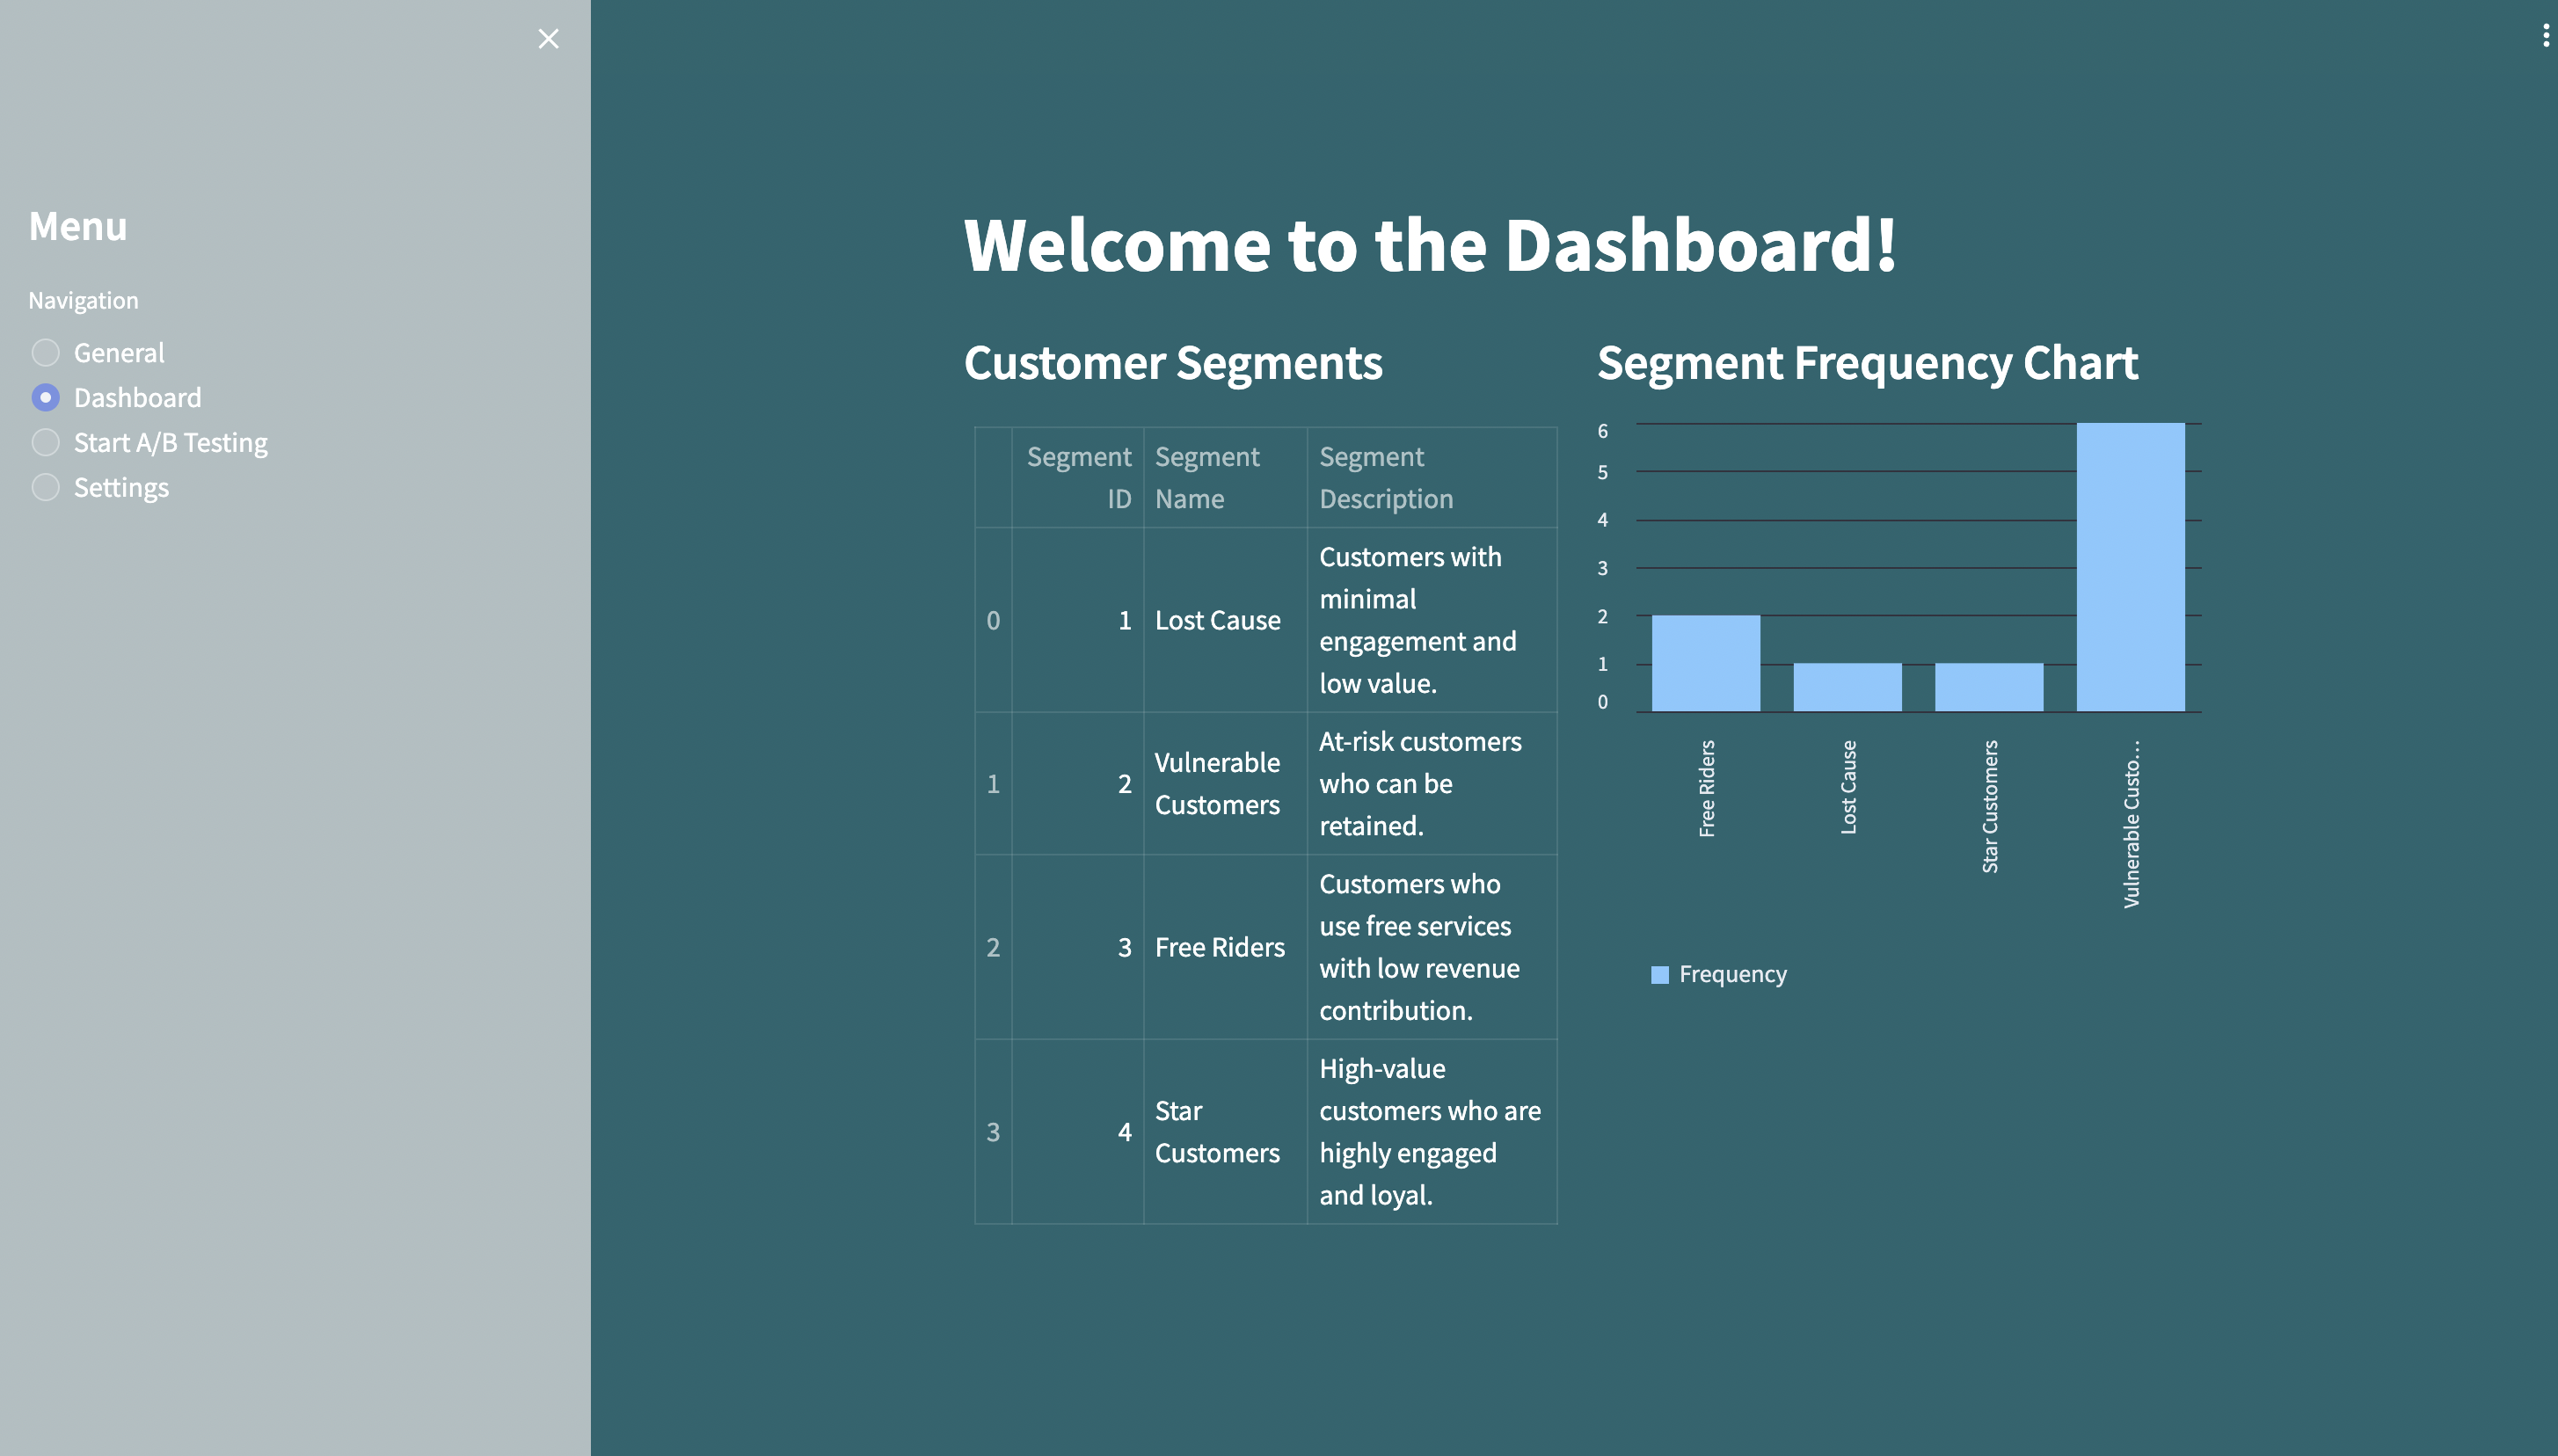 Menu
Navigation
General
Dashboard
Start A/B Testing
Settings
Welcome to the Dashboard!
Customer Segments
Segment ID
Segment Name
Segment Description
0
1
Lost Cause
Customers with
minimal
engagement and
low value.
1
2
Vulnerable
Customers
At-risk customers
who can be
retained.
2
3
Free Riders
Customers who
use free services
with low revenue
contribution.
3
4
Star
Customers
High-value
customers who are
highly engaged
and loyal.
Segment Frequency Chart
6
5
4
3
2
1
0
Free Riders
Lost Cause
Star Customers
Vulnerable Custo…
Frequency